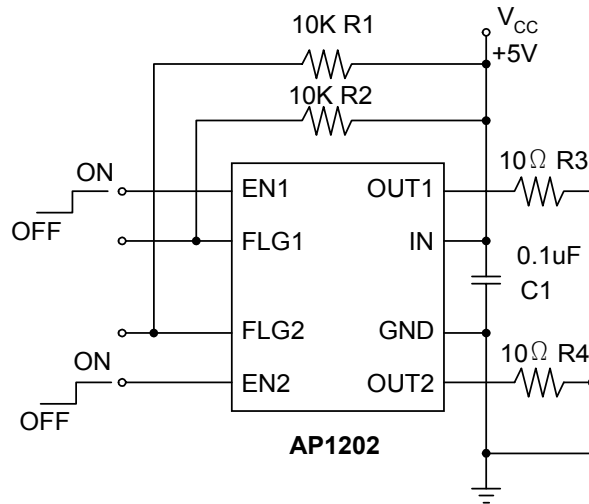 10K R1
V_CC
+5V
10K R2
ON
OFF
EN1
OUT1
10Ω R3
FLG1
IN
0.1uF
C1
FLG2
GND
ON
OFF
EN2
OUT2
10Ω R4
AP1202